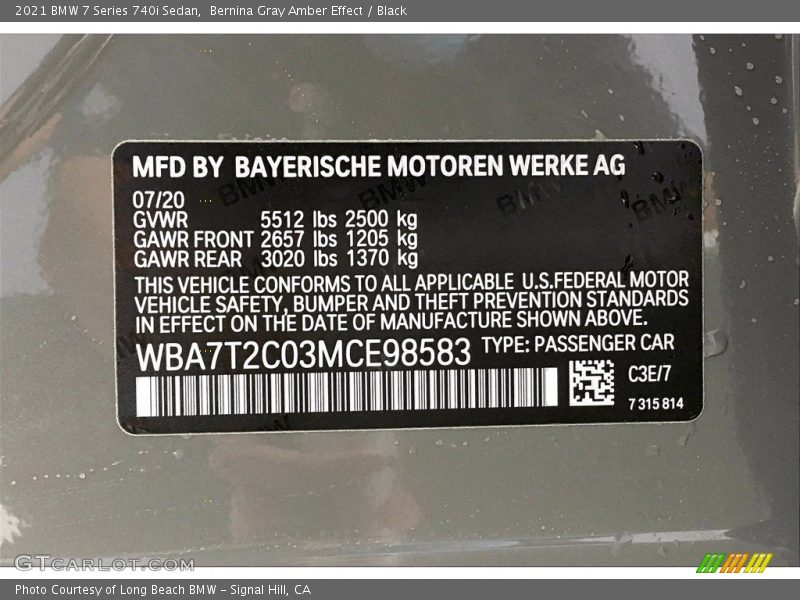 2021 BMW 7 Series 740i Sedan, Bernina Gray Amber Effect / Black
MFD BY BAYERISCHE MOTOREN WERKE AG
07/20
GVWR 5512 lbs 2500 kg
GAWR FRONT 2657 lbs 1205 kg
GAWR REAR 3020 lbs 1370 kg
THIS VEHICLE CONFORMS TO ALL APPLICABLE U.S.FEDERAL MOTOR
VEHICLE SAFETY, BUMPER AND THEFT PREVENTION STANDARDS
IN EFFECT ON THE DATE OF MANUFACTURE SHOWN ABOVE.
WBA7T2C03MCE98583 TYPE: PASSENGER CAR
C3E/7
7 315 814
GTCARLOT.COM
Photo Courtesy of Long Beach BMW - Signal Hill, CA